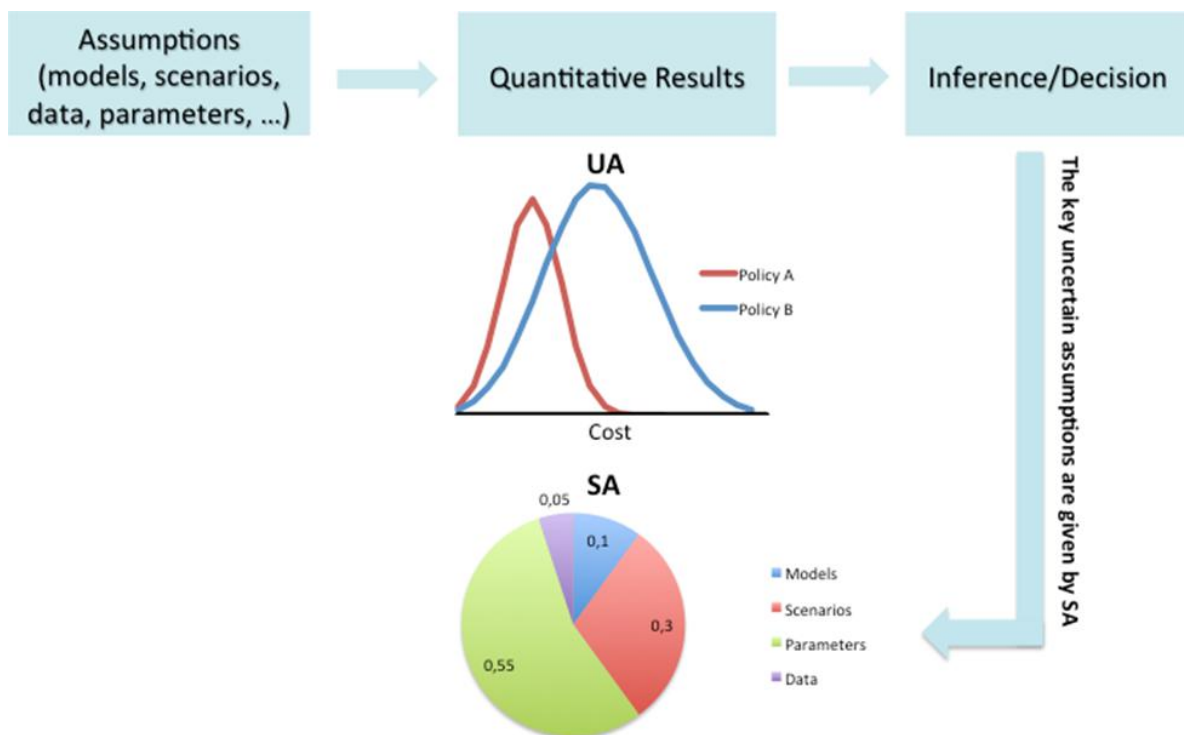 Assumptions
(models, scenarios,
data, parameters, ...)
Quantitative Results
Inference/Decision
UA
Policy A
Policy B
Cost
The key uncertain assumptions are given by SA
SA
0,05
0,1
0,3
0,55
Models
Scenarios
Parameters
Data